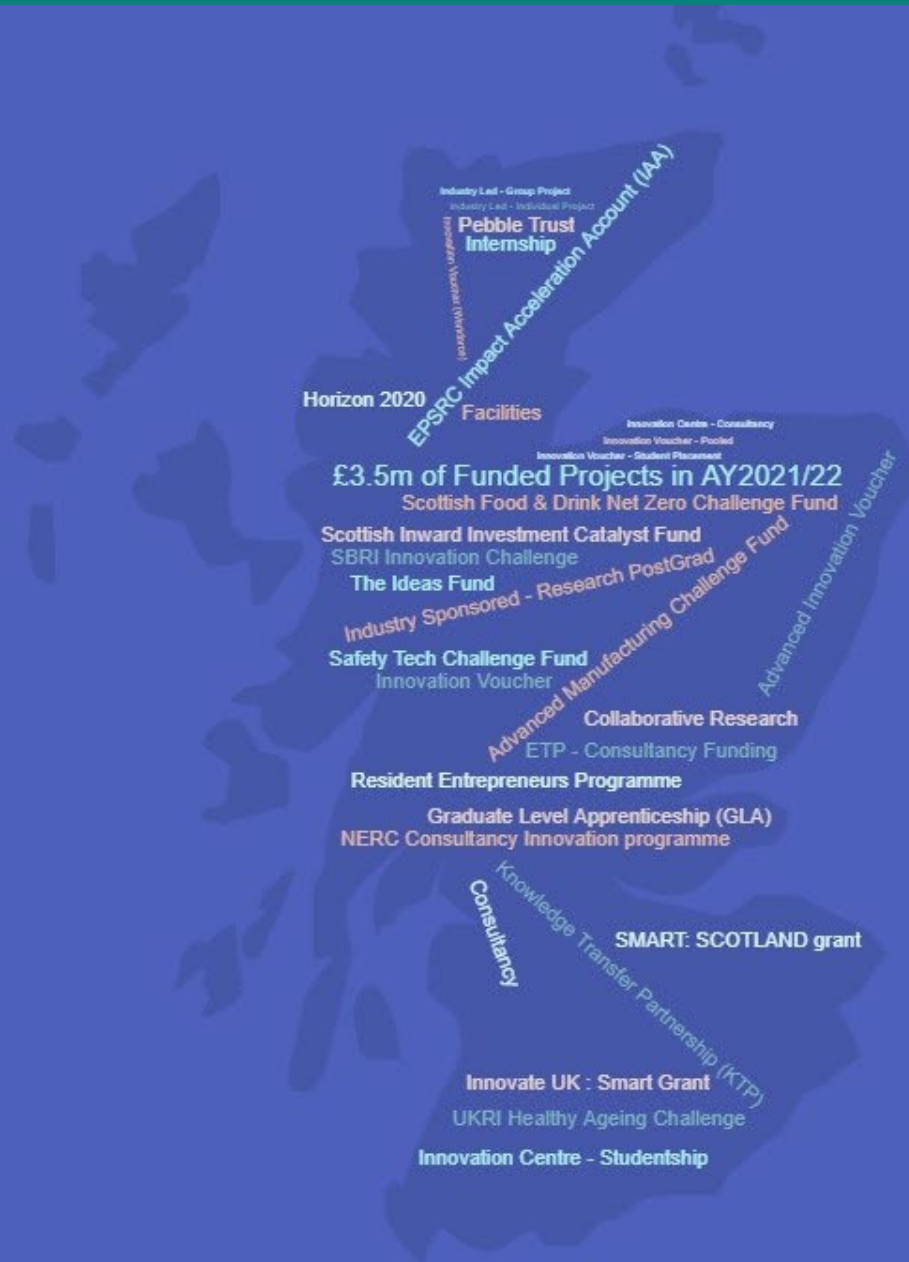 Industry Led - Group Project
Industry Led - Individual Project
Pebble Trust
Internship
Innovation Voucher (Workforce)
EPSRC Impact Acceleration Account (IAA)
Horizon 2020
Facilities
Innovation Centre - Consultancy
Innovation Voucher - Pooled
Innovation Voucher - Student Placement
£3.5m of Funded Projects in AY2021/22
Scottish Food & Drink Net Zero Challenge Fund
Scottish Inward Investment Catalyst Fund
SBRI Innovation Challenge
The Ideas Fund
Industry Sponsored - Research PostGrad
Advanced Manufacturing Challenge Fund
Advanced Innovation Voucher
Safety Tech Challenge Fund
Innovation Voucher
Collaborative Research
ETP - Consultancy Funding
Resident Entrepreneurs Programme
Graduate Level Apprenticeship (GLA)
NERC Consultancy Innovation programme
Consultancy
Knowledge Transfer Partnership (KTP)
SMART: SCOTLAND grant
Innovate UK : Smart Grant
UKRI Healthy Ageing Challenge
Innovation Centre - Studentship